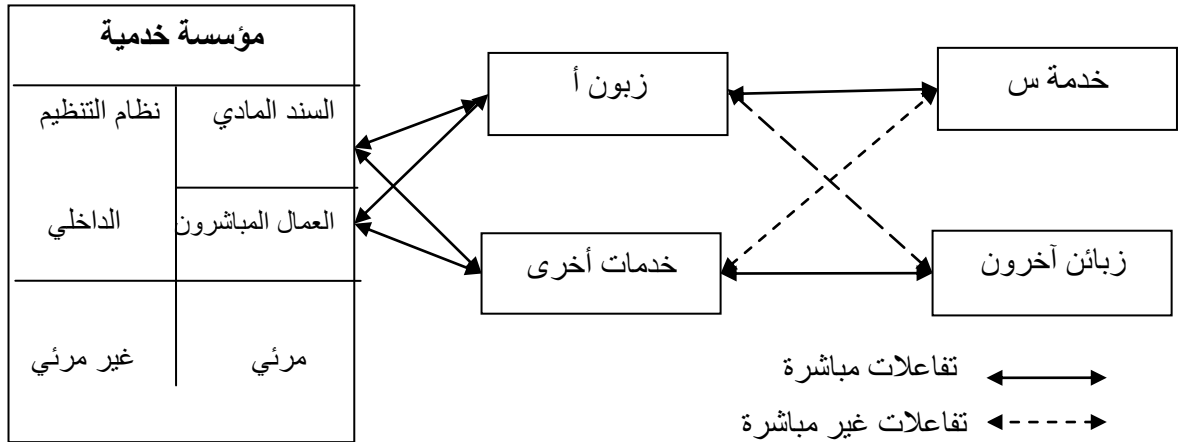 مؤسسة خدمية
السند المادي
نظام التنظيم
العمال المباشرون
الداخلي
مرئي
غير مرئي
زبون أ
خدمات أخرى
خدمة س
زبائن آخرون
تفاعلات مباشرة
تفاعلات غير مباشرة